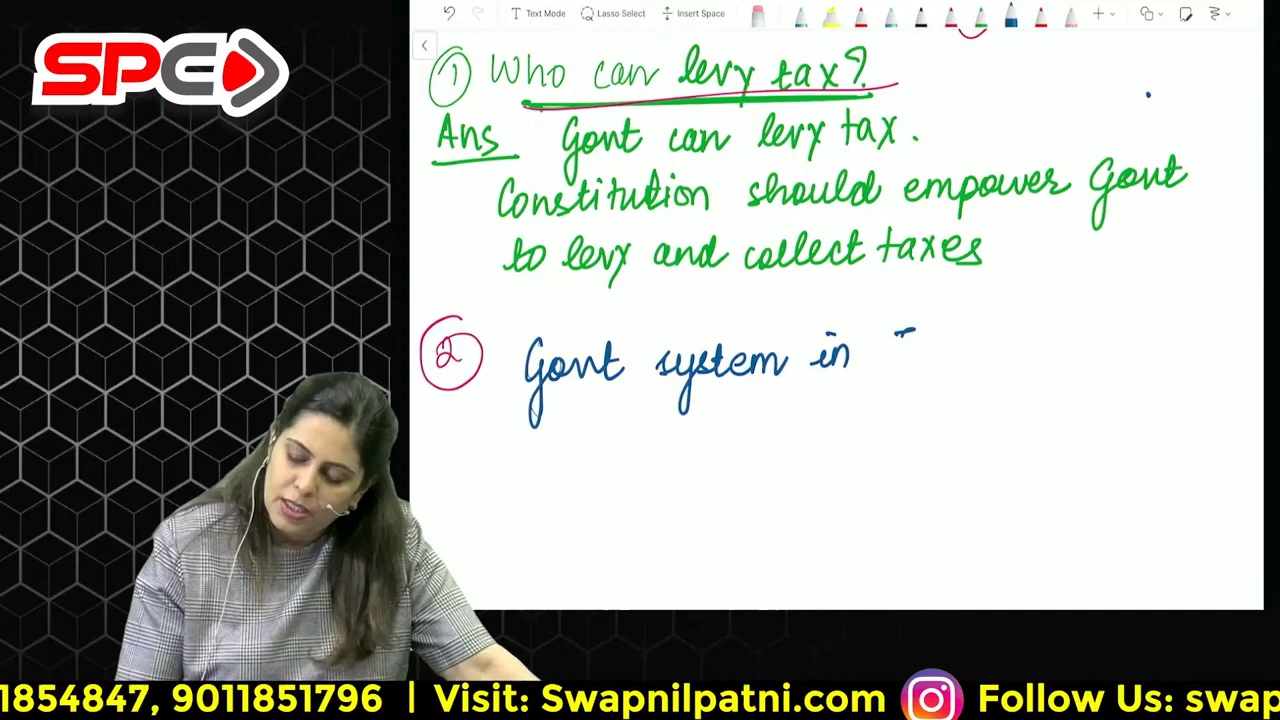 SPC
Text Mode
Lasso Select
Insert Space
1 Who can levy tax?
Ans Govt can levy tax.
Constitution should empower Govt
to levy and collect taxes
2 Govt system in
1854847, 9011851796 | Visit: Swapnilpatni.com Follow Us: swap